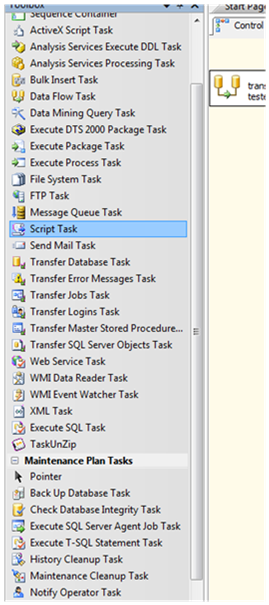 Toolbox
Start Page
Sequence Container
Control
ActiveX Script Task
Analysis Services Execute DDL Task
Analysis Services Processing Task
Bulk Insert Task
Data Flow Task
Data Mining Query Task
Execute DTS 2000 Package Task
Execute Package Task
Execute Process Task
File System Task
FTP Task
Message Queue Task
Script Task
Send Mail Task
Transfer Database Task
Transfer Error Messages Task
Transfer Jobs Task
Transfer Logins Task
Transfer Master Stored Procedure...
Transfer SQL Server Objects Task
Web Service Task
WMI Data Reader Task
WMI Event Watcher Task
XML Task
Execute SQL Task
TaskUnZip
Maintenance Plan Tasks
Pointer
Back Up Database Task
Check Database Integrity Task
Execute SQL Server Agent Job Task
Execute T-SQL Statement Task
History Cleanup Task
Maintenance Cleanup Task
Notify Operator Task
trans
teste